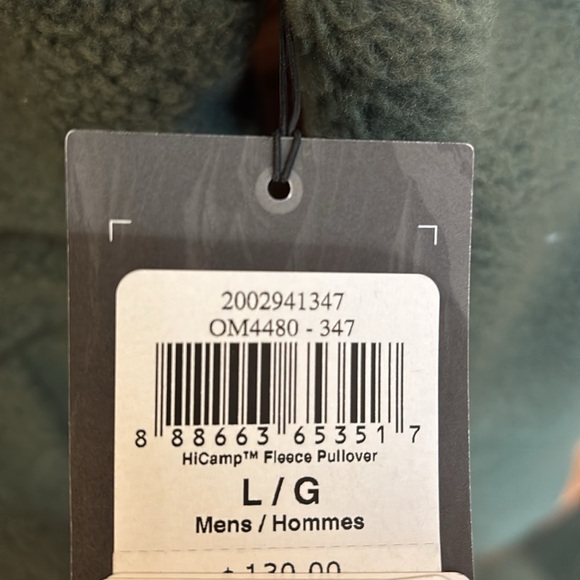 2002941347
OM4480 - 347
8 88663 65351 7
HiCamp™ Fleece Pullover
L / G
Mens / Hommes